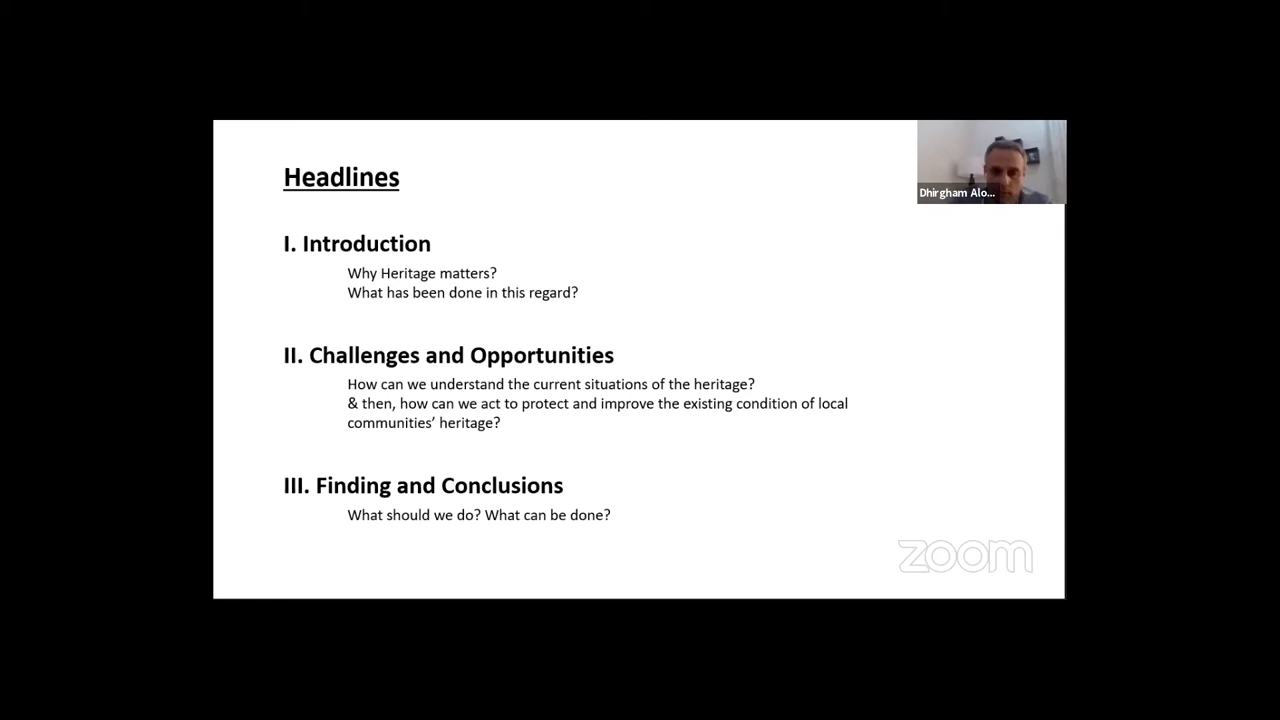 Headlines
Dhirgham Alo...
I. Introduction
Why Heritage matters?
What has been done in this regard?
II. Challenges and Opportunities
How can we understand the current situations of the heritage?
& then, how can we act to protect and improve the existing condition of local
communities’ heritage?
III. Finding and Conclusions
What should we do? What can be done?
zoom